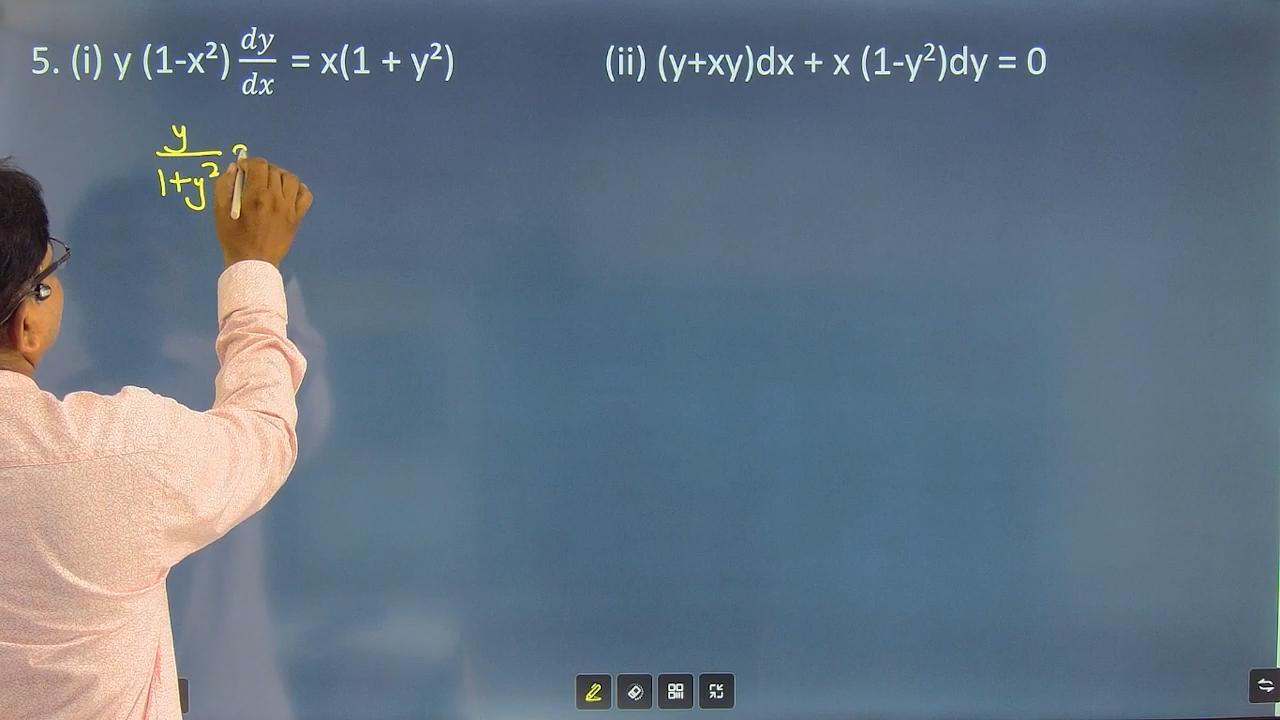 5. (i) y (1-x²) dy/dx = x(1 + y²)
(ii) (y+xy)dx + x (1-y²)dy = 0
y
1+y²